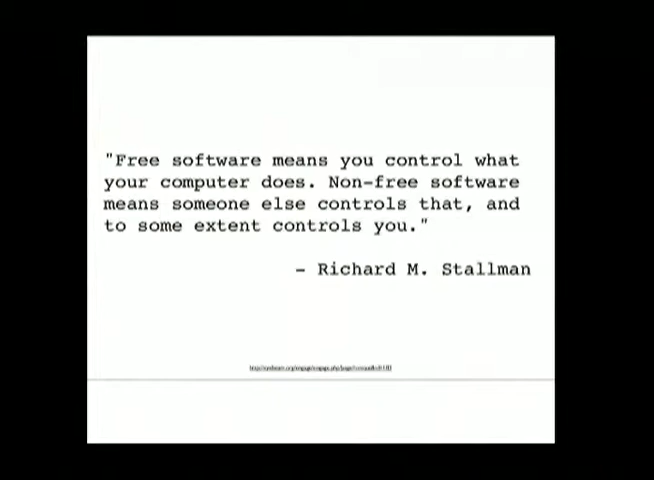 "Free software means you control what
your computer does. Non-free software
means someone else controls that, and
to some extent controls you."
- Richard M. Stallman